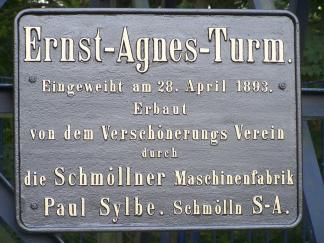 Ernst-Agnes-Turm.
Eingeweiht am 28. April 1893.
Erbaut
von dem Verschönerungs Verein
durch
die Schmöllner Maschinenfabrik
Paul Sylbe. Schmölln S-A.